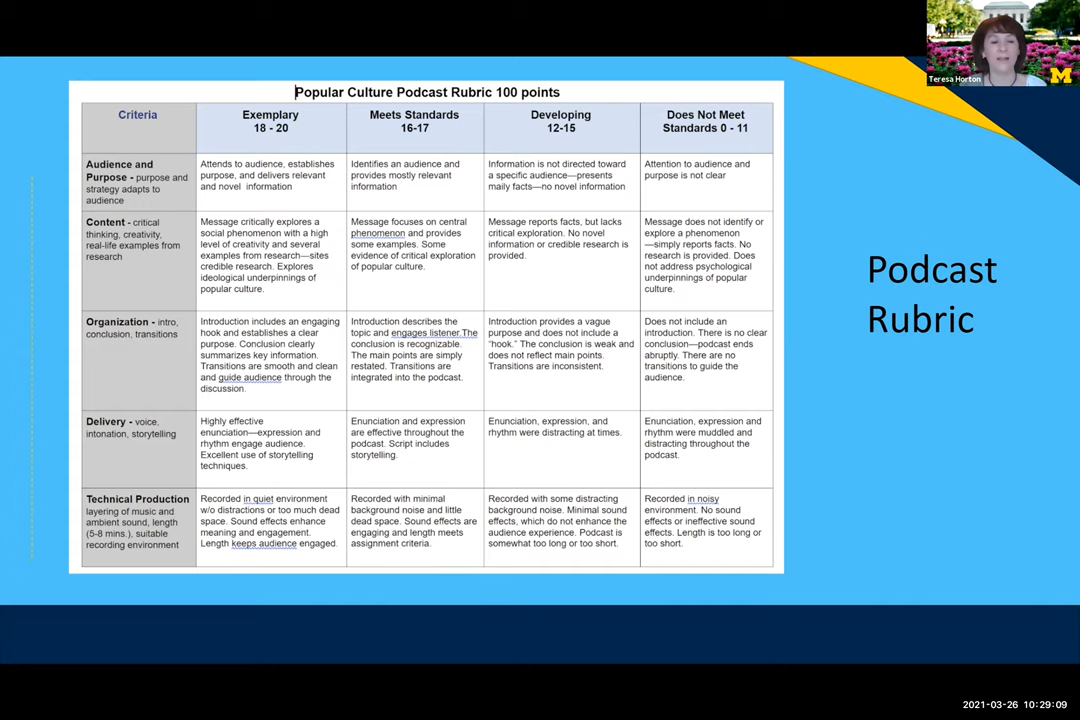 Teresa Horton
M
Popular Culture Podcast Rubric 100 points
Criteria
Exemplary
18 - 20
Meets Standards
16-17
Developing
12-15
Does Not Meet
Standards 0 - 11
Audience and
Purpose - purpose and
strategy adapts to
audience
Attends to audience, establishes
purpose, and delivers relevant
and novel information
Identifies an audience and
provides mostly relevant
information
Information is not directed toward
a specific audience—presents
maily facts—no novel information
Attention to audience and
purpose is not clear
Content - critical
thinking, creativity,
real-life examples from
research
Message critically explores a
social phenomenon with a high
level of creativity and several
examples from research—sites
credible research. Explores
ideological underpinnings of
popular culture.
Message focuses on central
phenomenon and provides
some examples. Some
evidence of critical exploration
of popular culture.
Message reports facts, but lacks
critical exploration. No novel
information or credible research is
provided.
Message does not identify or
explore a phenomenon
—simply reports facts. No
research is provided. Does
not address psychological
underpinnings of popular
culture.
Organization - intro,
conclusion, transitions
Introduction includes an engaging
hook and establishes a clear
purpose. Conclusion clearly
summarizes key information.
Transitions are smooth and clean
and guide audience through the
discussion.
Introduction describes the
topic and engages listener.The
conclusion is recognizable.
The main points are simply
restated. Transitions are
integrated into the podcast.
Introduction provides a vague
purpose and does not include a
“hook.” The conclusion is weak and
does not reflect main points.
Transitions are inconsistent.
Does not include an
introduction. There is no clear
conclusion—podcast ends
abruptly. There are no
transitions to guide the
audience.
Delivery - voice,
intonation, storytelling
Highly effective
enunciation—expression and
rhythm engage audience.
Excellent use of storytelling
techniques.
Enunciation and expression
are effective throughout the
podcast. Script includes
storytelling.
Enunciation, expression, and
rhythm were distracting at times.
Enunciation, expression and
rhythm were muddled and
distracting throughout the
podcast.
Technical Production
layering of music and
ambient sound, length
(5-8 mins.), suitable
recording environment
Recorded in quiet environment
w/o distractions or too much dead
space. Sound effects enhance
meaning and engagement.
Length keeps audience engaged.
Recorded with minimal
background noise and little
dead space. Sound effects are
engaging and length meets
assignment criteria.
Recorded with some distracting
background noise. Minimal sound
effects, which do not enhance the
audience experience. Podcast is
somewhat too long or too short.
Recorded in noisy
environment. No sound
effects or ineffective sound
effects. Length is too long or
too short.
Podcast
Rubric
2021-03-26 10:29:09